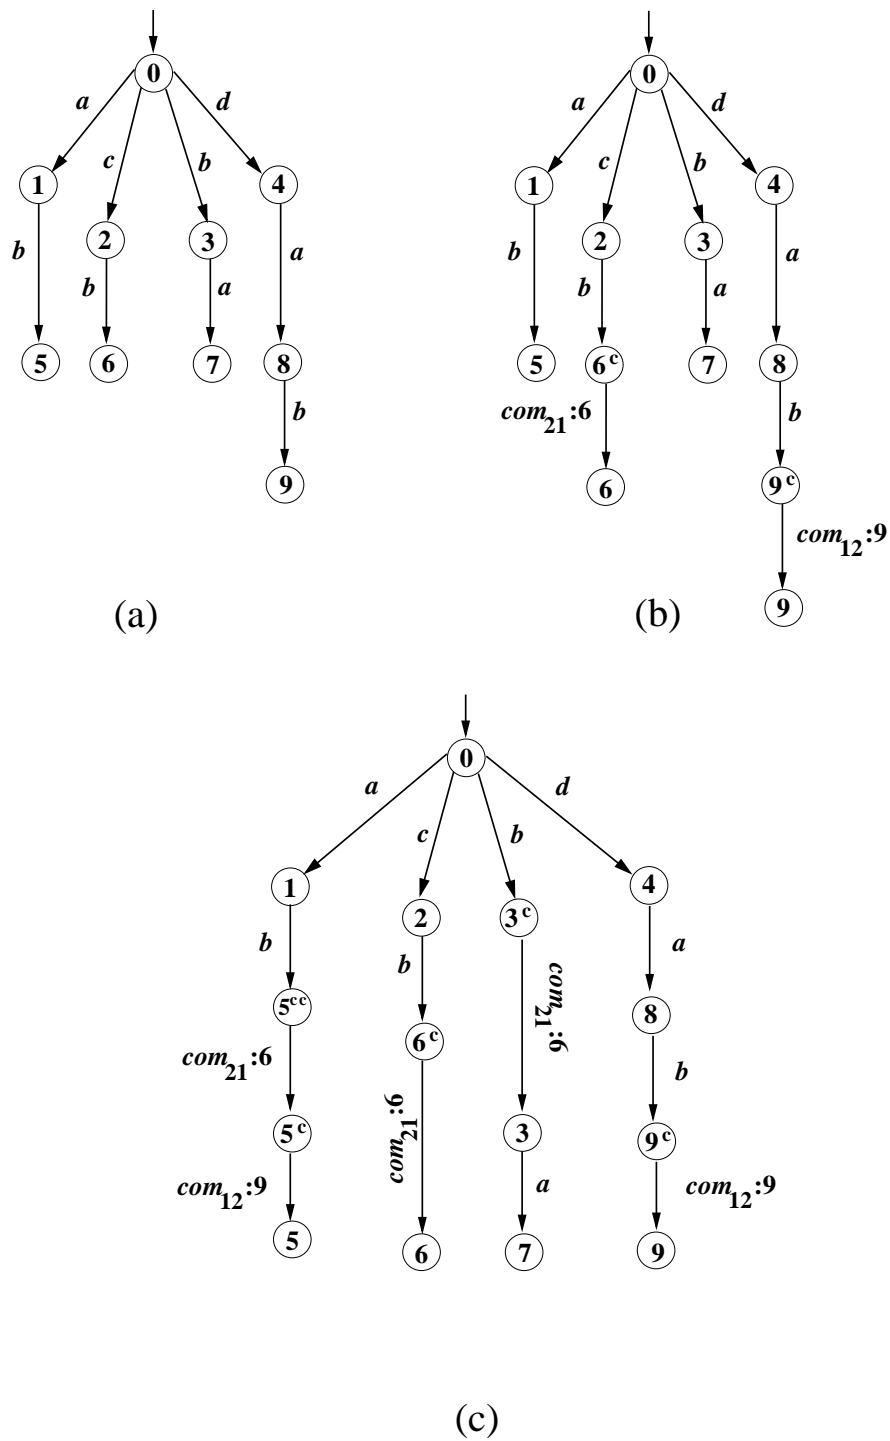 0 0
a d a d
c b c b
1 4 1 4
2 3 2 3
b a b a
b a b a
5 6 7 8 5 6ᶜ 7 8
b com₂₁:6 b
9 6 9ᶜ
com₁₂:9
9
(a) (b)
0
a d
c b
1 4
2 3ᶜ
b a
b com₂₁:6
5ᶜᶜ 8
6ᶜ
com₂₁:6 b
com₂₁:6
5ᶜ 3 9ᶜ
com₁₂:9 a com₁₂:9
5 6 7 9
(c)